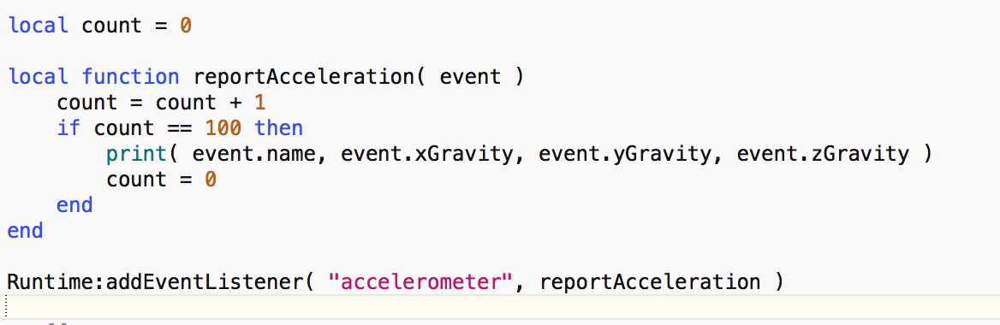 local count = 0
local function reportAcceleration( event )
    count = count + 1
    if count == 100 then
        print( event.name, event.xGravity, event.yGravity, event.zGravity )
        count = 0
    end
end
Runtime:addEventListener( "accelerometer", reportAcceleration )